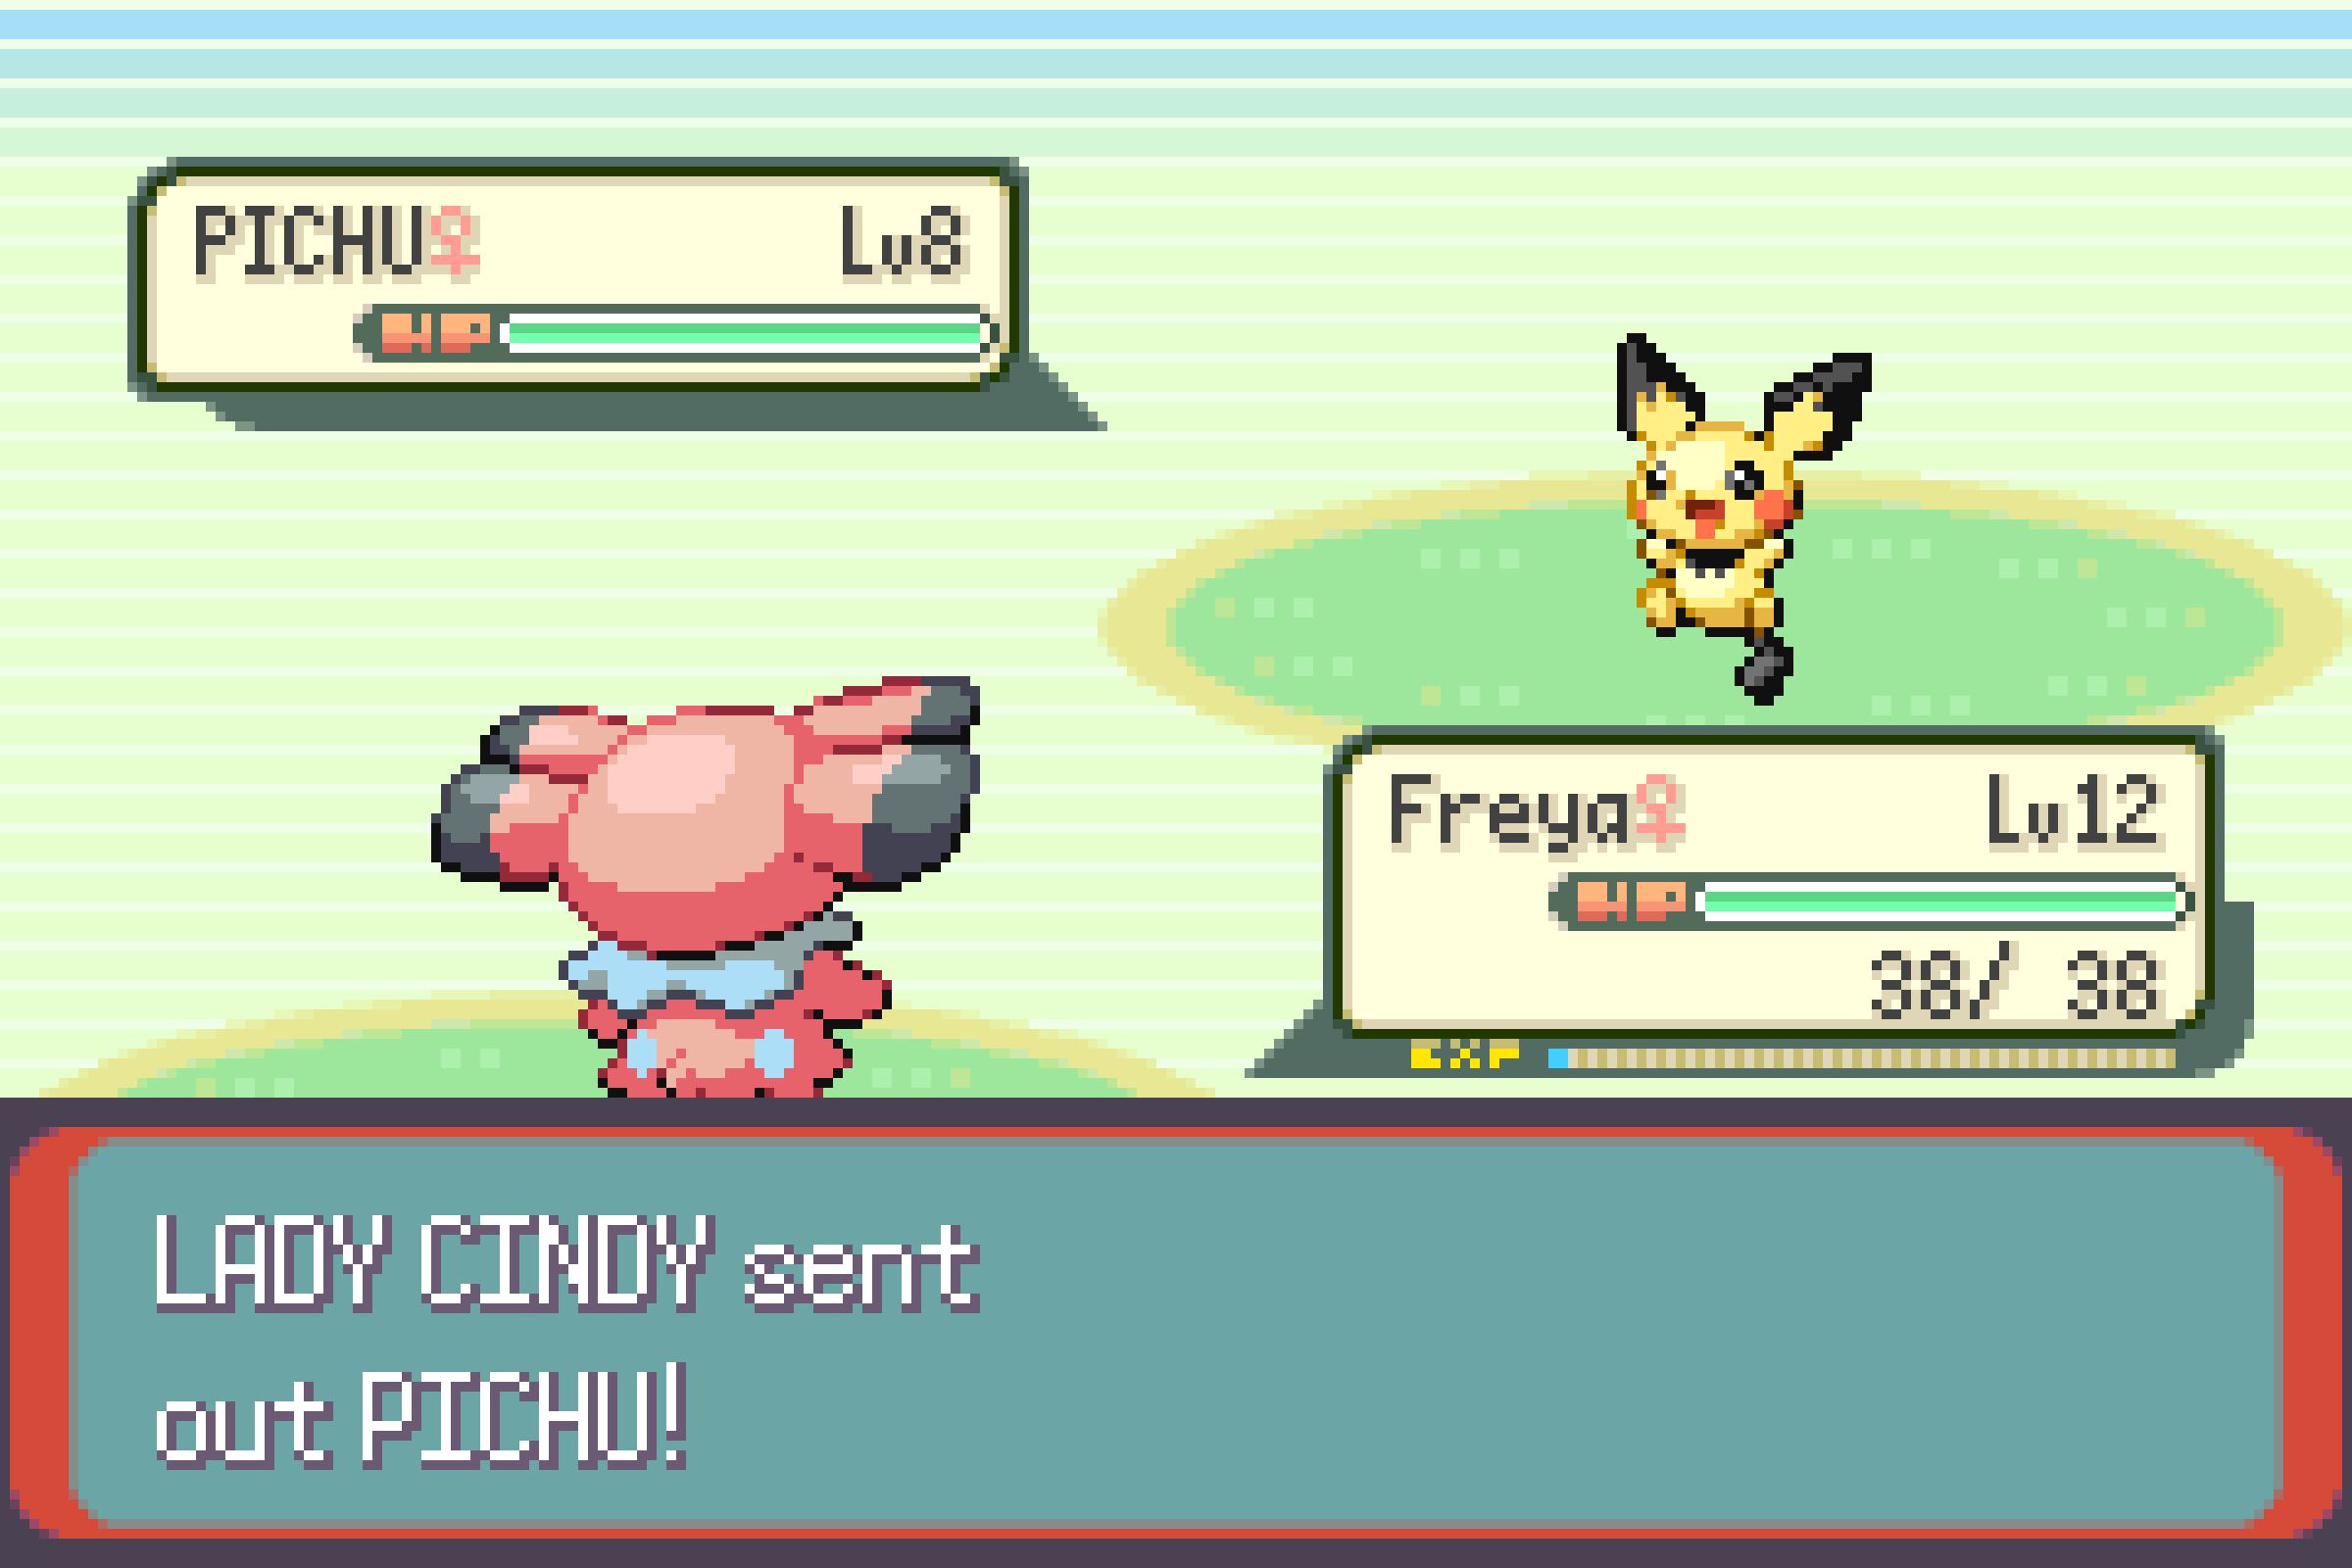 PICHU♀ Lv8
HP
Freya♀ Lv12
HP
38/ 38
EXP
LADY CINDY sent
out PICHU!